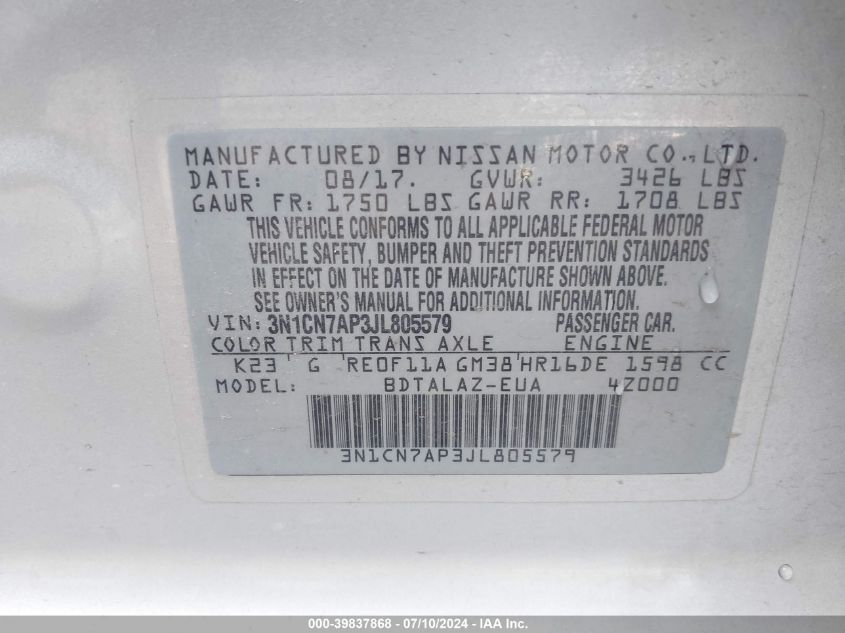 MANUFACTURED BY NISSAN MOTOR CO.,LTD.
DATE: 08/17. GVWR: 3426 LBS
GAWR FR: 1750 LBS GAWR RR: 1708 LBS
THIS VEHICLE CONFORMS TO ALL APPLICABLE FEDERAL MOTOR
VEHICLE SAFETY, BUMPER AND THEFT PREVENTION STANDARDS
IN EFFECT ON THE DATE OF MANUFACTURE SHOWN ABOVE.
SEE OWNER'S MANUAL FOR ADDITIONAL INFORMATION.
VIN: 3N1CN7AP3JL805579 PASSENGER CAR.
COLOR TRIM TRANS AXLE ENGINE
K23 G RE0F11A GM38 HR16DE 1598 CC
MODEL: BDTALAZ-EUA 4Z000
3N1CN7AP3JL805579
000-39837868 - 07/10/2024 - IAA Inc.